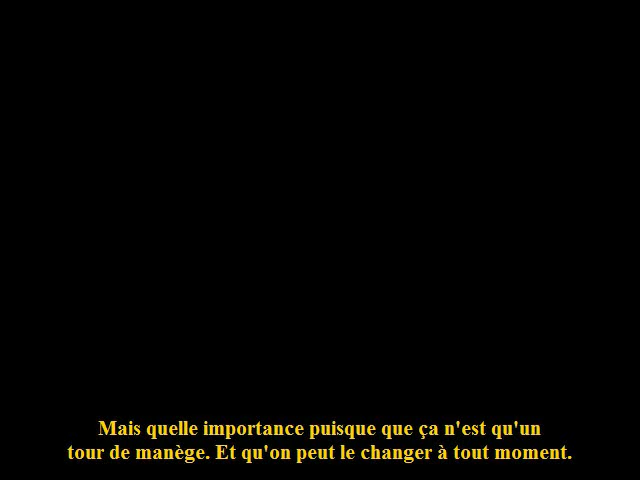 Mais quelle importance puisque que ça n'est qu'un
tour de manège. Et qu'on peut le changer à tout moment.